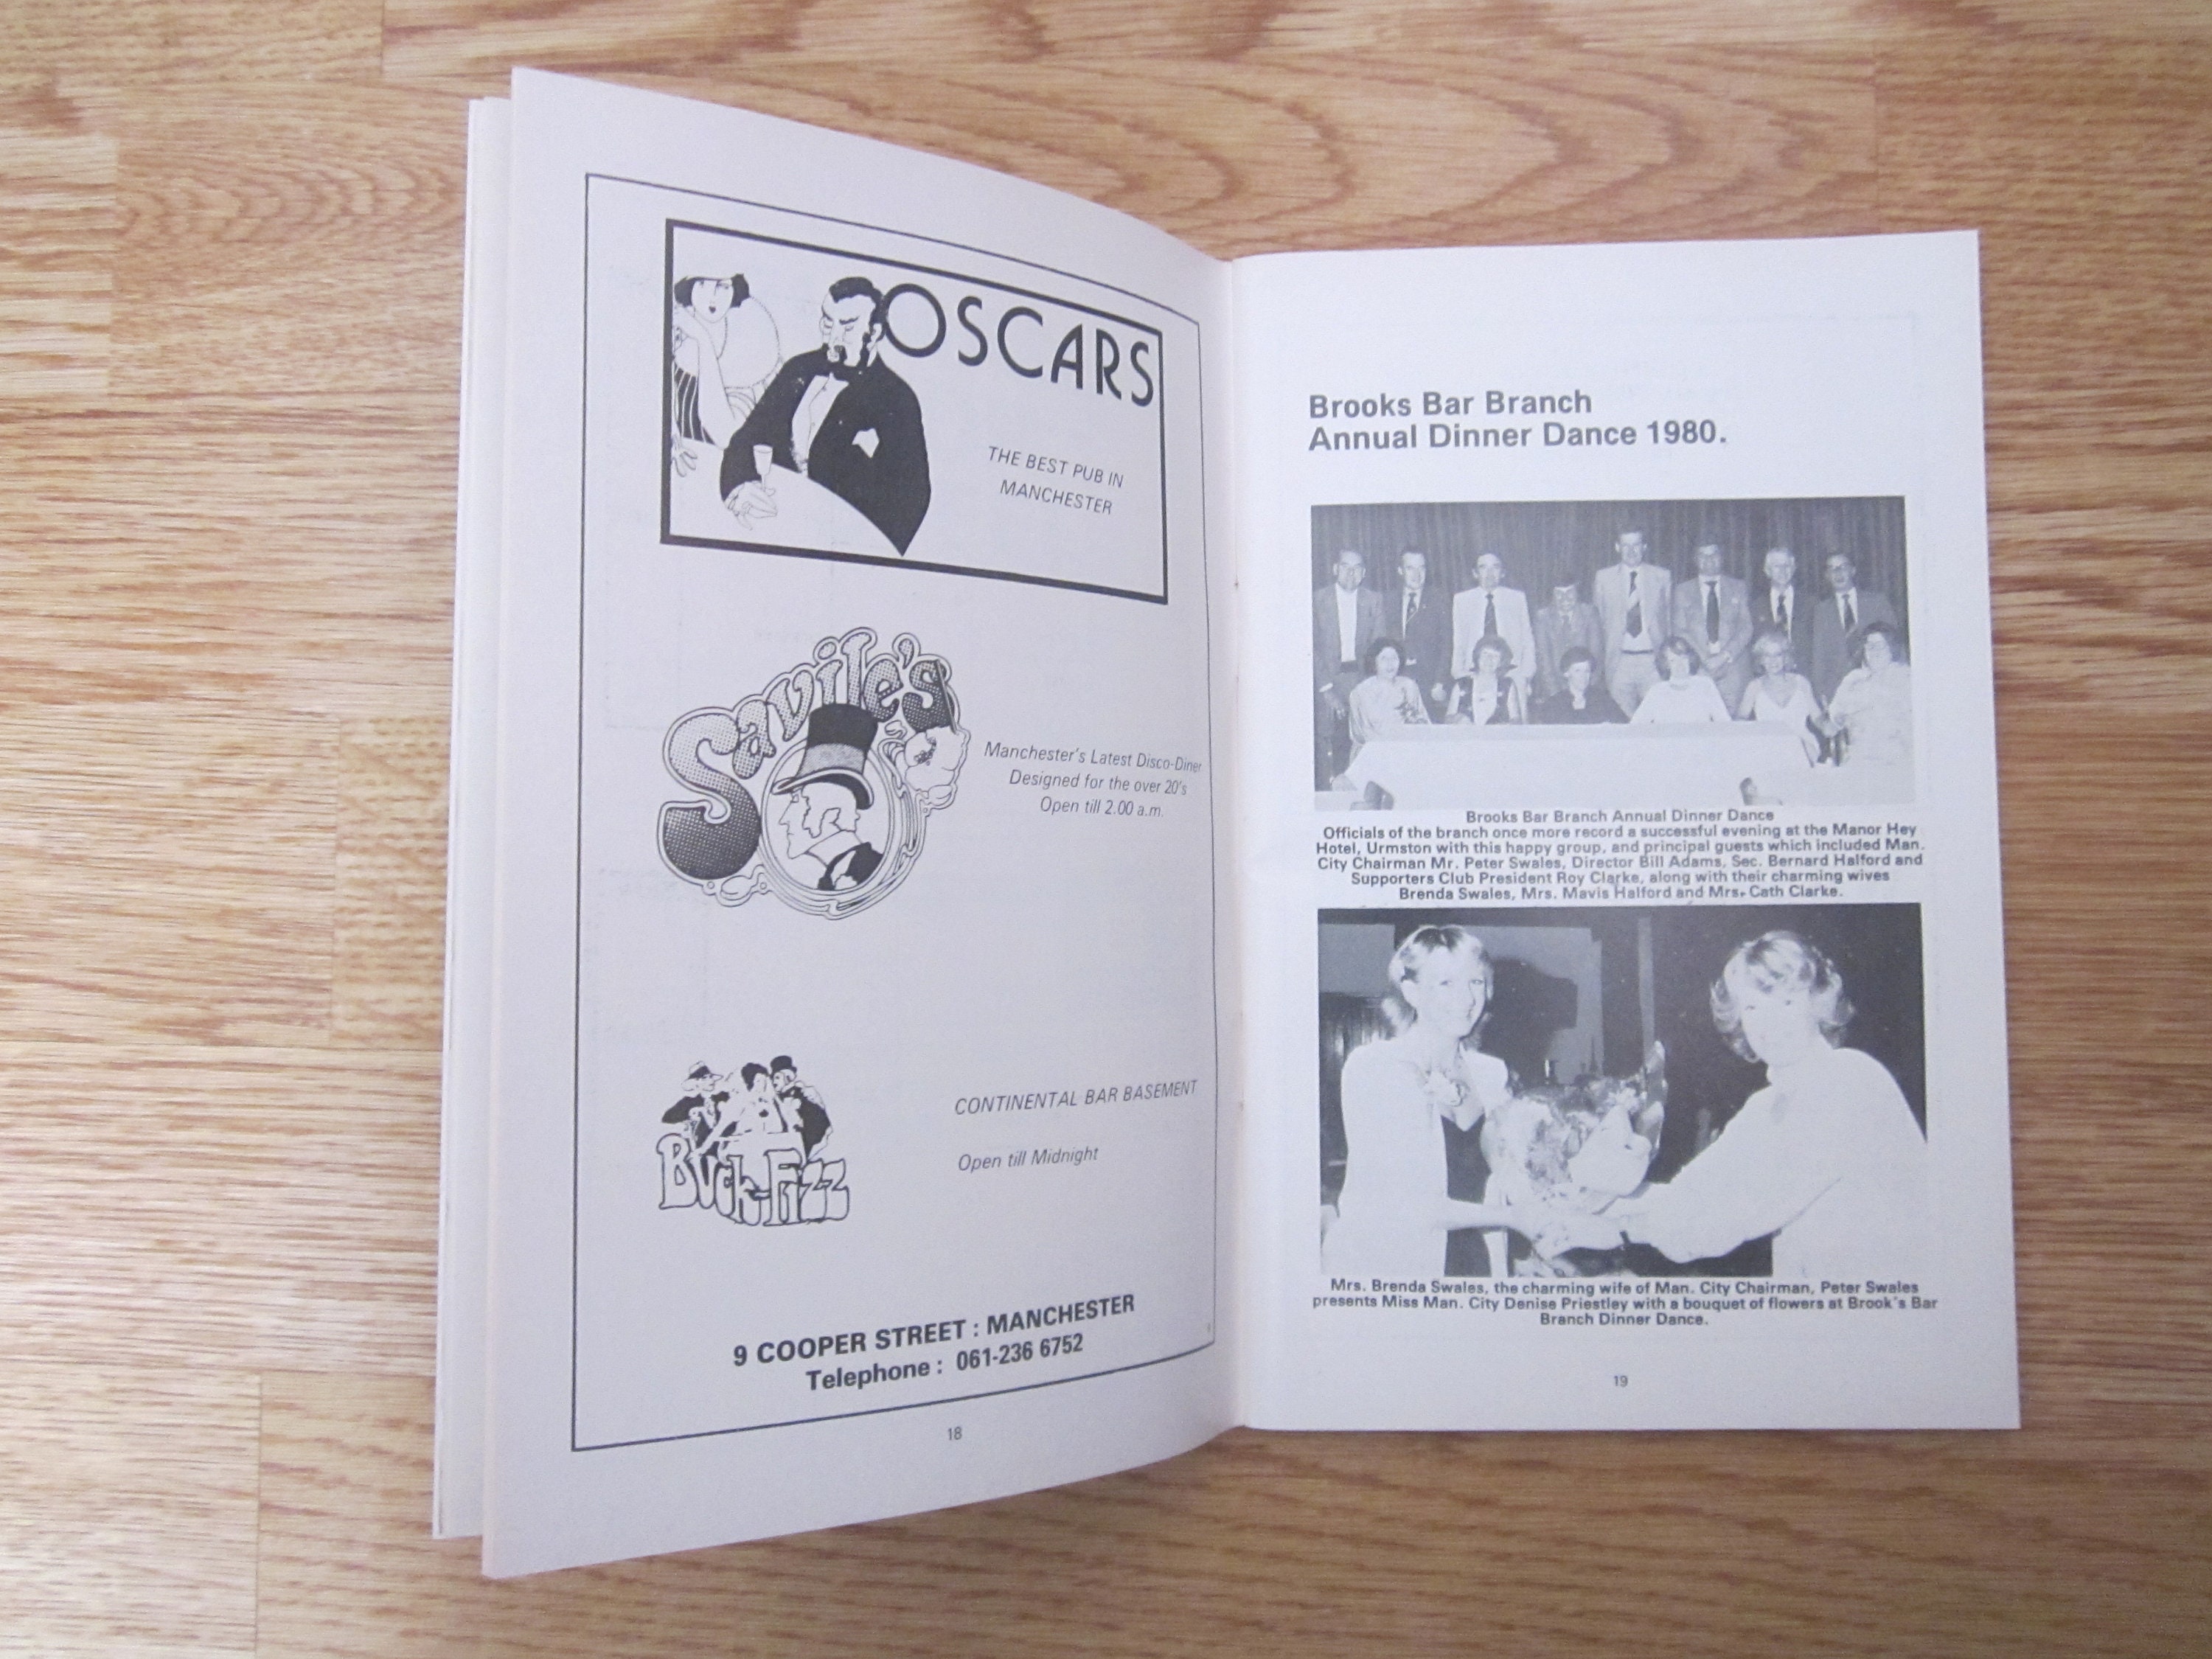 OSCARS
THE BEST PUB IN
MANCHESTER
Savile's
Manchester's Latest Disco-Diner
Designed for the over 20's
Open till 2.00 a.m.
Buck-Fizz
CONTINENTAL BAR BASEMENT
Open till Midnight
9 COOPER STREET : MANCHESTER
Telephone : 061-236 6752
18
Brooks Bar Branch
Annual Dinner Dance 1980.
Brooks Bar Branch Annual Dinner Dance
Officials of the branch once more record a successful evening at the Manor Hey
Hotel, Urmston with this happy group, and principal guests which included Man.
City Chairman Mr. Peter Swales, Director Bill Adams, Sec. Bernard Halford and
Supporters Club President Roy Clarke, along with their charming wives
Brenda Swales, Mrs. Mavis Halford and Mrs. Cath Clarke.
Mrs. Brenda Swales, the charming wife of Man. City Chairman, Peter Swales
presents Miss Man. City Denise Priestley with a bouquet of flowers at Brook's Bar
Branch Dinner Dance.
19